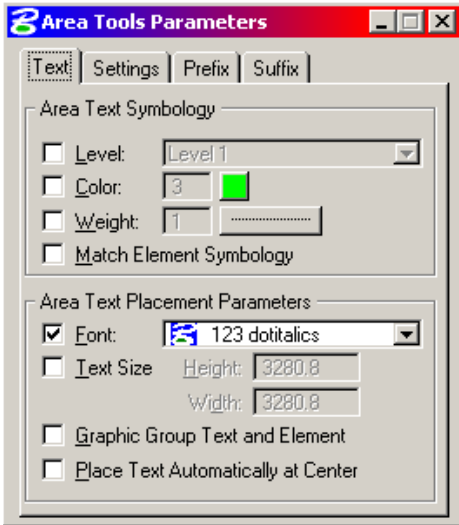 Area Tools Parameters
Text Settings Prefix Suffix
Area Text Symbology
Level: Level 1
Color: 3
Weight: 1
Match Element Symbology
Area Text Placement Parameters
Font: 123 dotitalics
Text Size Height: 3280.8
Width: 3280.8
Graphic Group Text and Element
Place Text Automatically at Center